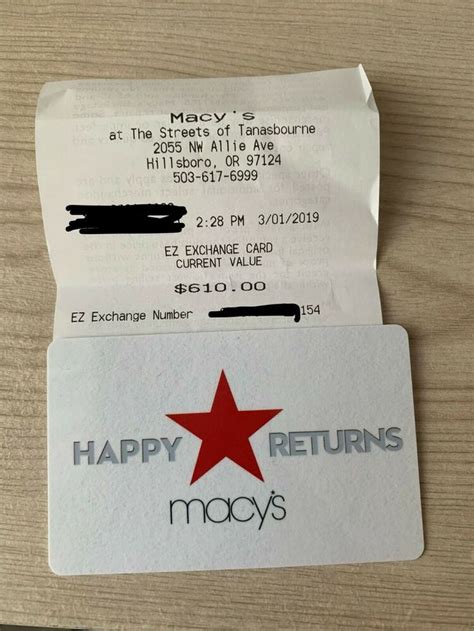 Macy's
at The Streets of Tanasbourne
2055 NW Allie Ave
Hillsboro, OR 97124
503-617-6999
2:28 PM 3/01/2019
EZ EXCHANGE CARD
CURRENT VALUE
$610.00
EZ Exchange Number 154
HAPPY RETURNS
macy's